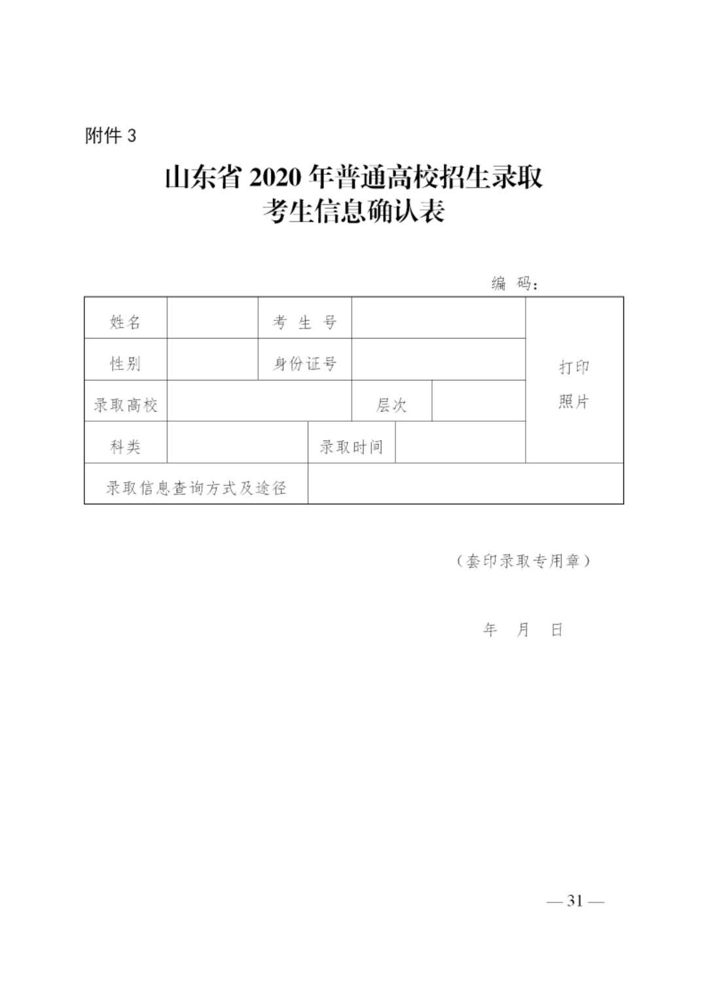 附件 3
山东省 2020 年普通高校招生录取
考生信息确认表
编 码：
姓名 考 生 号
性别 身份证号
打印
照片
录取高校 层次
科类 录取时间
录取信息查询方式及途径
（套印录取专用章）
年 月 日
— 31 —